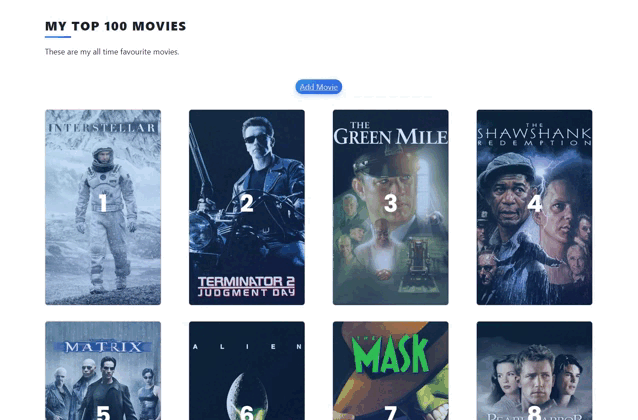 MY TOP 100 MOVIES
These are my all time favourite movies.
Add Movie
INTERSTELLAR
1
2
TERMINATOR 2
JUDGMENT DAY
THE
GREEN MILE
3
THE
SHAWSHANK
REDEMPTION
4
MATRIX
5
ALIEN
6
THE
MASK
7
PEARL HARBOR
8